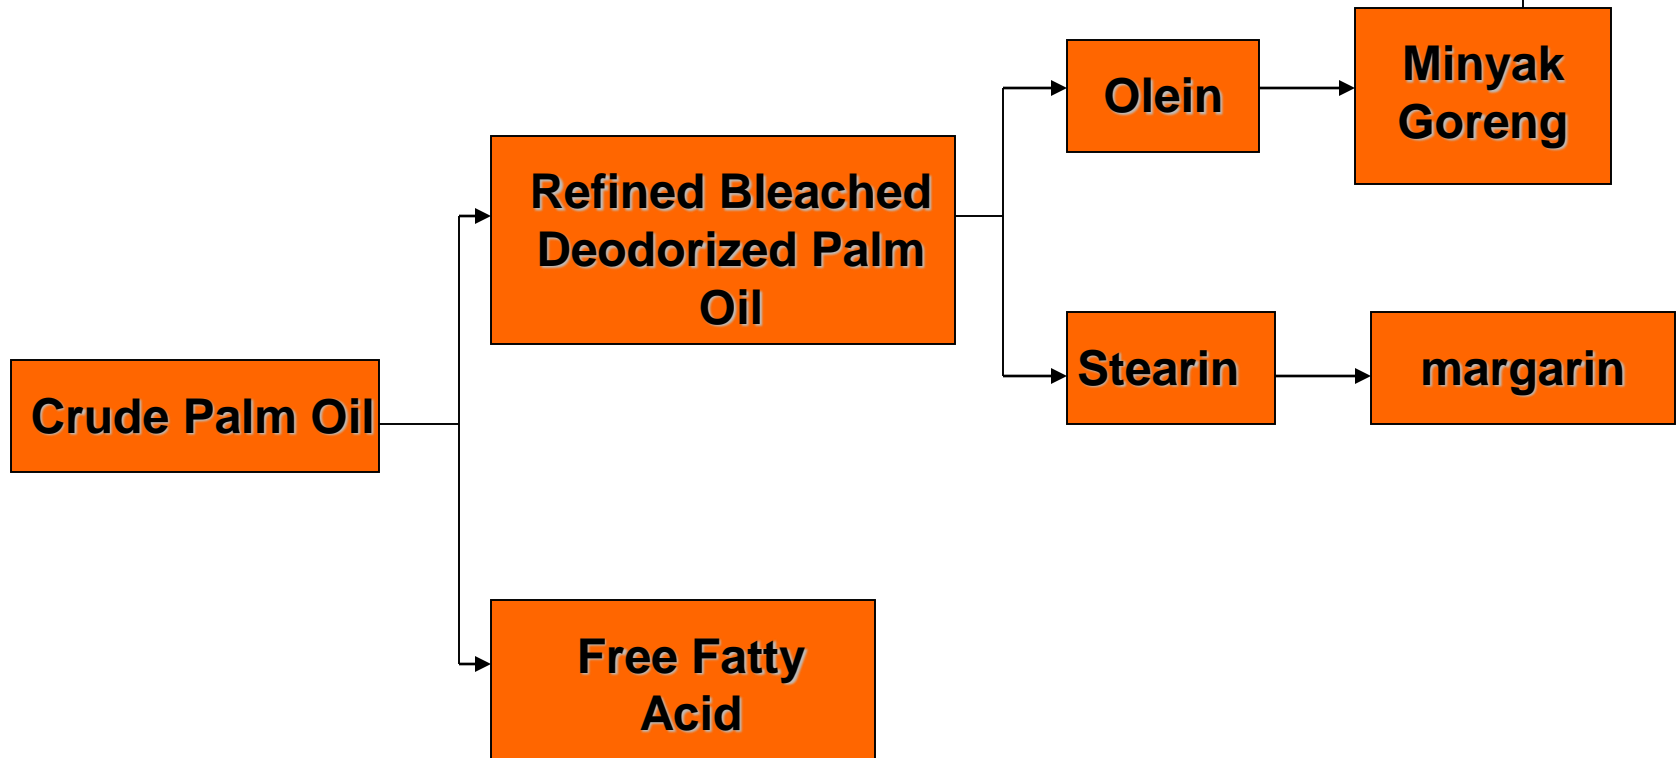 Crude Palm Oil
Refined Bleached
Deodorized Palm
Oil
Free Fatty
Acid
Olein
Minyak
Goreng
Stearin
margarin